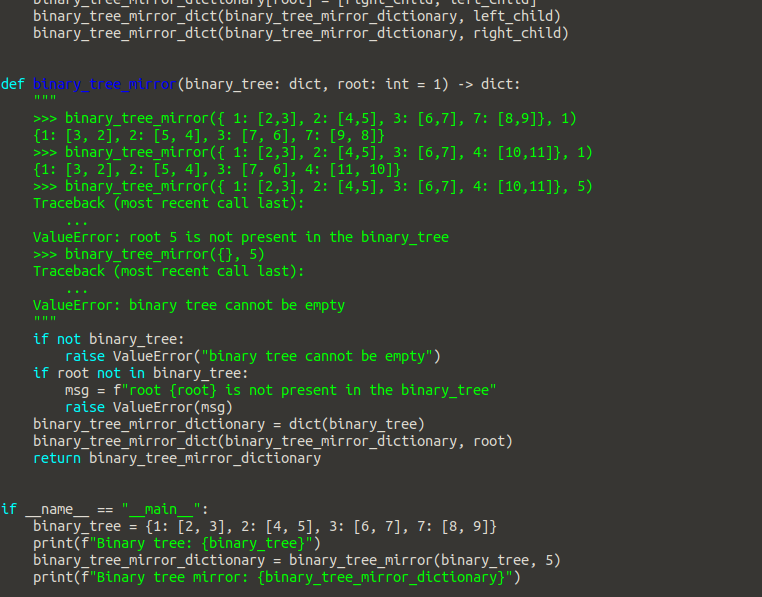 binary_tree_mirror_dictionary[root] = [right_child, left_child]
    binary_tree_mirror_dict(binary_tree_mirror_dictionary, left_child)
    binary_tree_mirror_dict(binary_tree_mirror_dictionary, right_child)
def binary_tree_mirror(binary_tree: dict, root: int = 1) -> dict:
    """
    >>> binary_tree_mirror({ 1: [2,3], 2: [4,5], 3: [6,7], 7: [8,9]}, 1)
    {1: [3, 2], 2: [5, 4], 3: [7, 6], 7: [9, 8]}
    >>> binary_tree_mirror({ 1: [2,3], 2: [4,5], 3: [6,7], 4: [10,11]}, 1)
    {1: [3, 2], 2: [5, 4], 3: [7, 6], 4: [11, 10]}
    >>> binary_tree_mirror({ 1: [2,3], 2: [4,5], 3: [6,7], 4: [10,11]}, 5)
    Traceback (most recent call last):
        ...
    ValueError: root 5 is not present in the binary_tree
    >>> binary_tree_mirror({}, 5)
    Traceback (most recent call last):
        ...
    ValueError: binary tree cannot be empty
    """
    if not binary_tree:
        raise ValueError("binary tree cannot be empty")
    if root not in binary_tree:
        msg = f"root {root} is not present in the binary_tree"
        raise ValueError(msg)
    binary_tree_mirror_dictionary = dict(binary_tree)
    binary_tree_mirror_dict(binary_tree_mirror_dictionary, root)
    return binary_tree_mirror_dictionary
if __name__ == "__main__":
    binary_tree = {1: [2, 3], 2: [4, 5], 3: [6, 7], 7: [8, 9]}
    print(f"Binary tree: {binary_tree}")
    binary_tree_mirror_dictionary = binary_tree_mirror(binary_tree, 5)
    print(f"Binary tree mirror: {binary_tree_mirror_dictionary}")